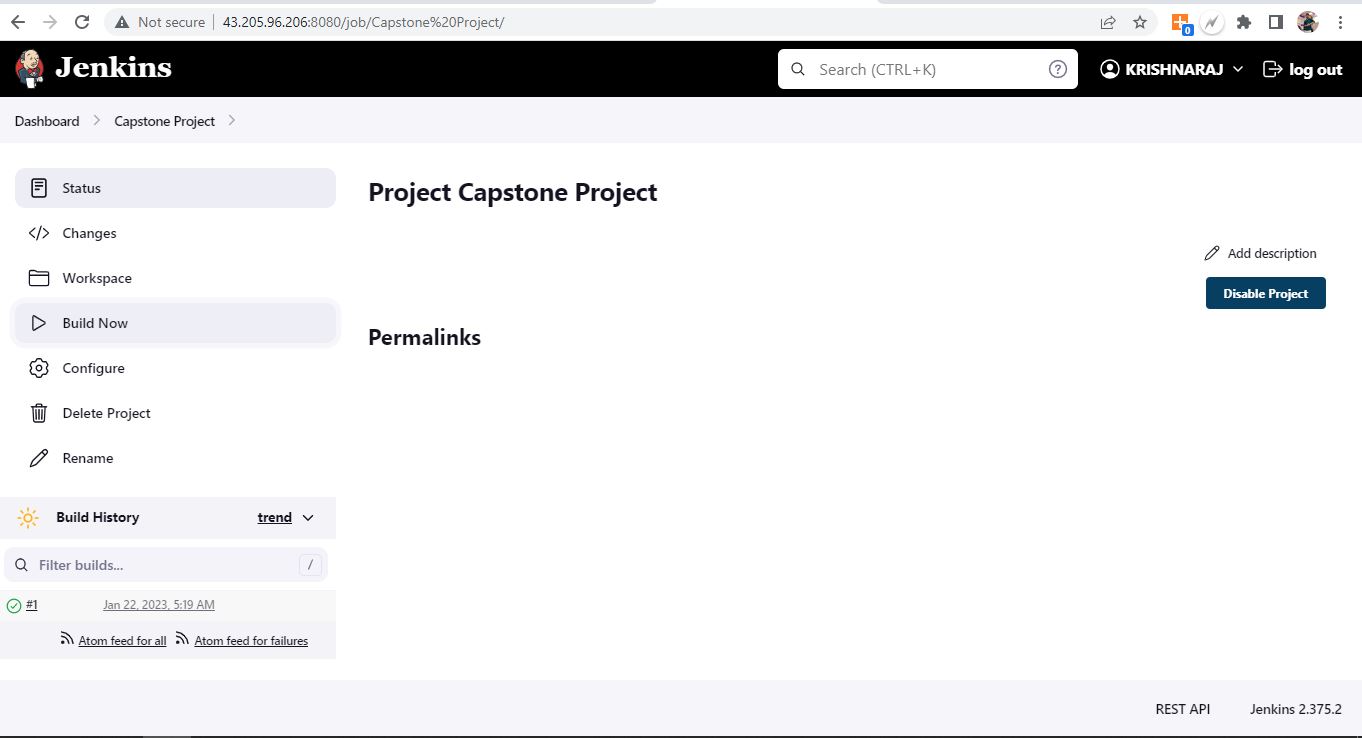 Not secure | 43.205.96.206:8080/job/Capstone%20Project/
0
Jenkins
Search (CTRL+K)
?
KRISHNARAJ
log out
Dashboard
Capstone Project
Status
Changes
Workspace
Build Now
Configure
Delete Project
Rename
Project Capstone Project
Add description
Disable Project
Permalinks
Build History
trend
Filter builds...
/
#1 Jan 22, 2023, 5:19 AM
Atom feed for all Atom feed for failures
REST API Jenkins 2.375.2